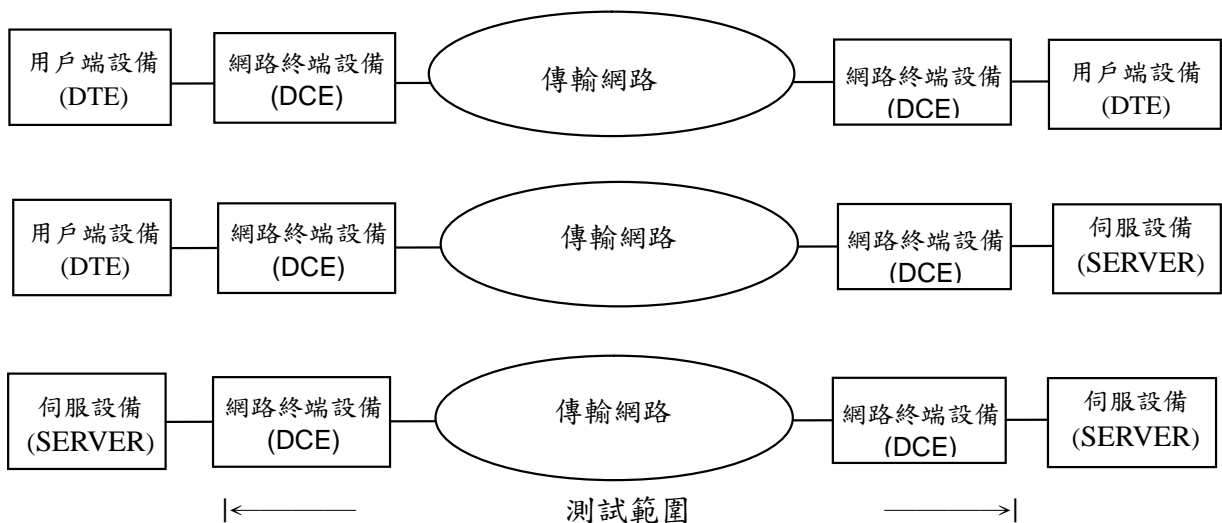 用戶端設備
(DTE)
網路終端設備
(DCE)
傳輸網路
網路終端設備
(DCE)
用戶端設備
(DTE)
用戶端設備
(DTE)
網路終端設備
(DCE)
傳輸網路
網路終端設備
(DCE)
伺服設備
(SERVER)
伺服設備
(SERVER)
網路終端設備
(DCE)
傳輸網路
網路終端設備
(DCE)
伺服設備
(SERVER)
測試範圍